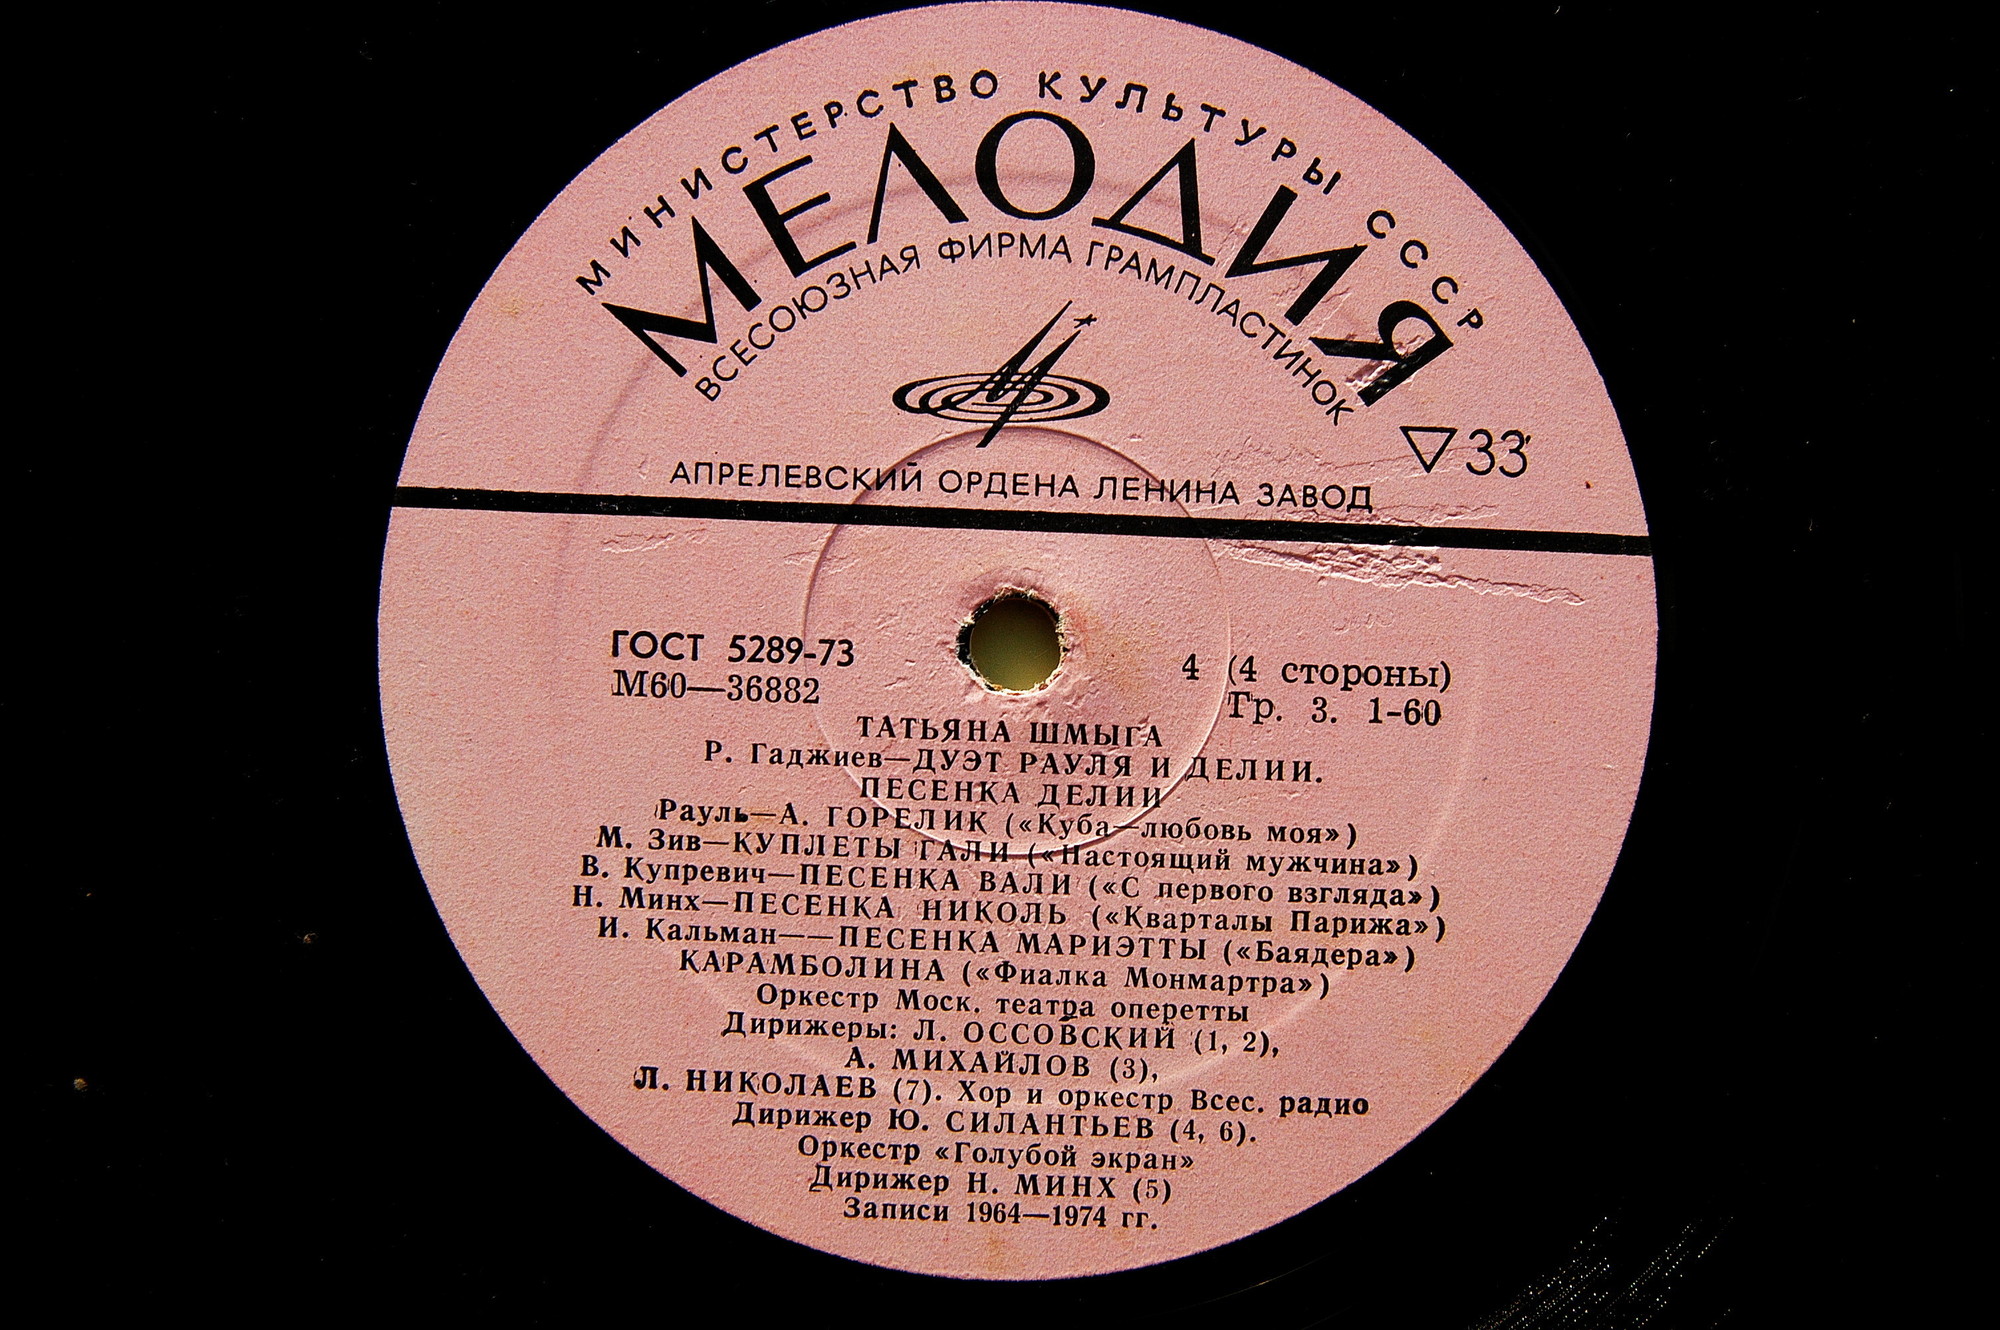 МИНИСТЕРСТВО КУЛЬТУРЫ СССР
МЕЛОДИЯ
ВСЕСОЮЗНАЯ ФИРМА ГРАМПЛАСТИНОК
33
АПРЕЛЕВСКИЙ ОРДЕНА ЛЕНИНА ЗАВОД
ГОСТ 5289-73
М60—36882
4 (4 стороны)
Гр. 3. 1-60
ТАТЬЯНА ШМЫГА
Р. Гаджиев—ДУЭТ РАУЛЯ И ДЕЛИИ.
ПЕСЕНКА ДЕЛИИ
Рауль—А. ГОРЕЛИК («Куба—любовь моя»)
М. Зив—КУПЛЕТЫ ГАЛИ («Настоящий мужчина»)
В. Купревич—ПЕСЕНКА ВАЛИ («С первого взгляда»)
Н. Минх—ПЕСЕНКА НИКОЛЬ («Кварталы Парижа»)
И. Кальман——ПЕСЕНКА МАРИЭТТЫ («Баядера»)
КАРАМБОЛИНА («Фиалка Монмартра»)
Оркестр Моск. театра оперетты
Дирижеры: Л. ОССОВСКИЙ (1, 2),
А. МИХАЙЛОВ (3),
Л. НИКОЛАЕВ (7). Хор и оркестр Всес. радио
Дирижер Ю. СИЛАНТЬЕВ (4, 6).
Оркестр «Голубой экран»
Дирижер Н. МИНХ (5)
Записи 1964—1974 гг.